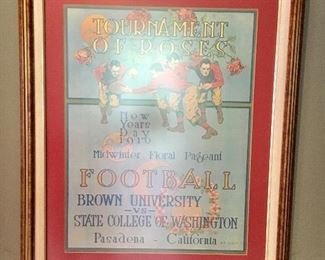 TOURNAMENT
OF ROSES
New
Years
Day
1916
Midwinter Floral Pageant
FOOTBALL
BROWN UNIVERSITY
-VS-
STATE COLLEGE OF WASHINGTON
Pasadena - California